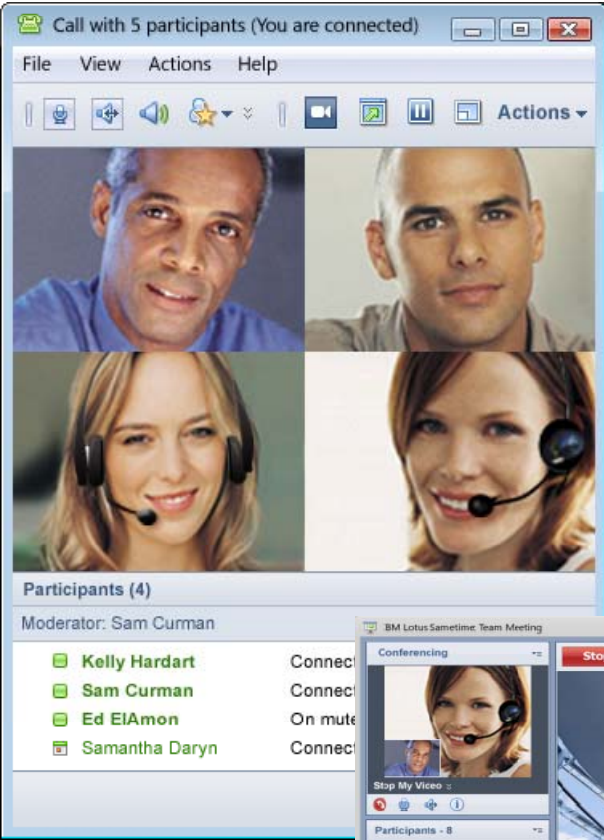 Call with 5 participants (You are connected)
File View Actions Help
Actions
Participants (4)
Moderator: Sam Curman
Kelly Hardart Connect
Sam Curman Connect
Ed ElAmon On mute
Samantha Daryn Connect
BM Lotus Sametime: Team Meeting
Conferencing
Sto
Stop My Viceo
Participants - 8